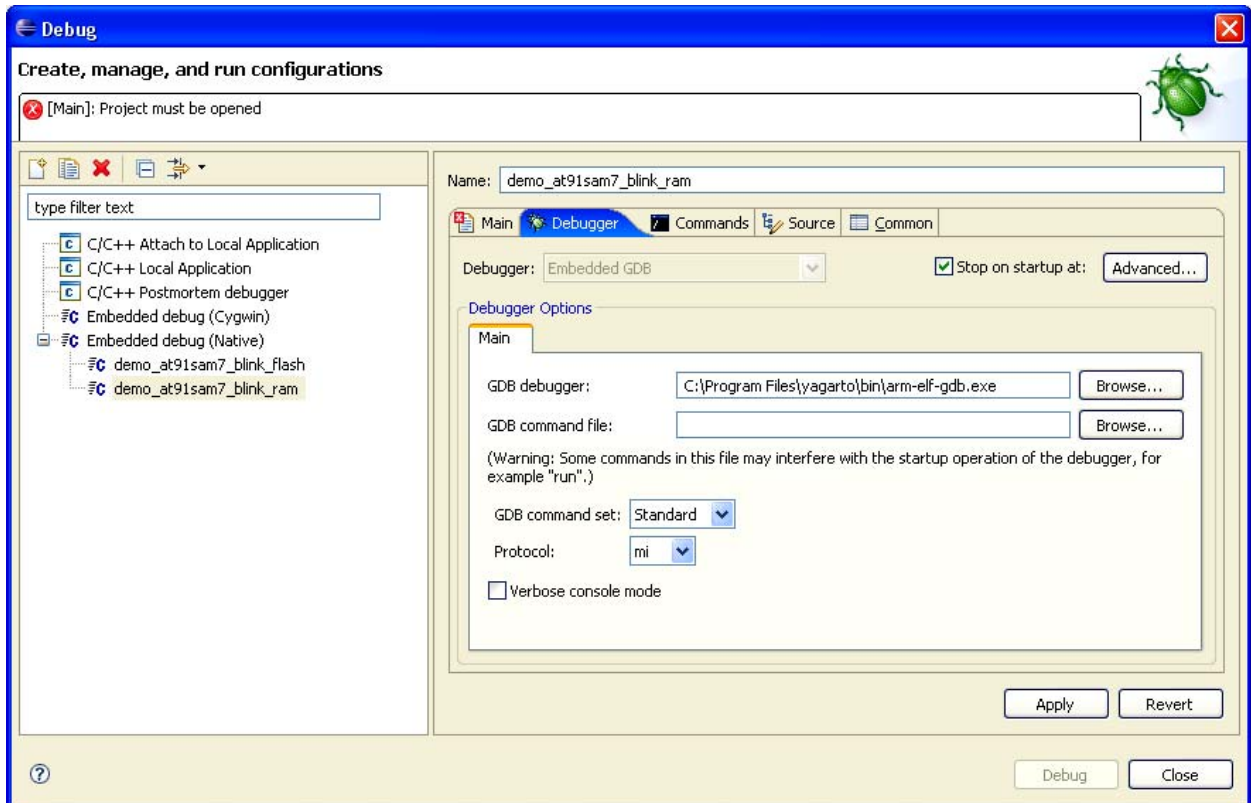 Debug
Create, manage, and run configurations
[Main]: Project must be opened
type filter text
C/C++ Attach to Local Application
C/C++ Local Application
C/C++ Postmortem debugger
Embedded debug (Cygwin)
Embedded debug (Native)
demo_at91sam7_blink_flash
demo_at91sam7_blink_ram
Name: demo_at91sam7_blink_ram
Main Debugger Commands Source Common
Debugger: Embedded GDB Stop on startup at: Advanced...
Debugger Options
Main
GDB debugger: C:\Program Files\yagarto\bin\arm-elf-gdb.exe Browse...
GDB command file: Browse...
(Warning: Some commands in this file may interfere with the startup operation of the debugger, for
example "run".)
GDB command set: Standard
Protocol: mi
Verbose console mode
Apply Revert
Debug Close